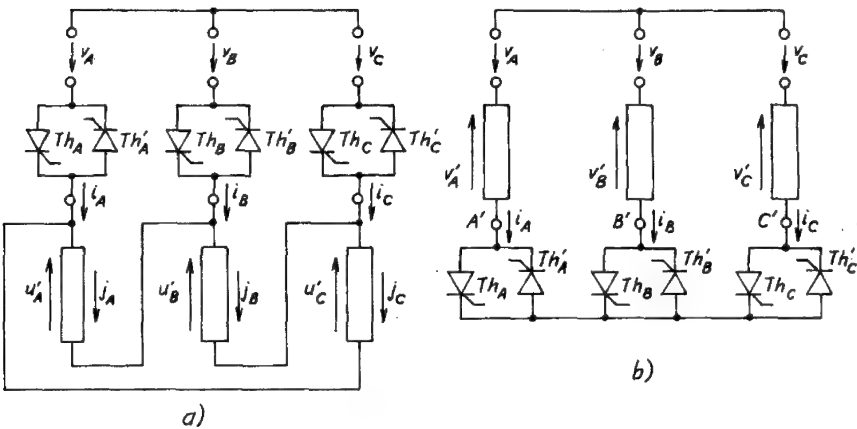 v_A v_B v_C
Th_A Th'_A Th_B Th'_B Th_C Th'_C
i_A i_B i_C
u'_A j_A u'_B j_B u'_C j_C
a)
v_A v_B v_C
v'_A v'_B v'_C
A' i_A B' i_B C' i_C
Th_A Th'_A Th_B Th'_B Th_C Th'_C
b)